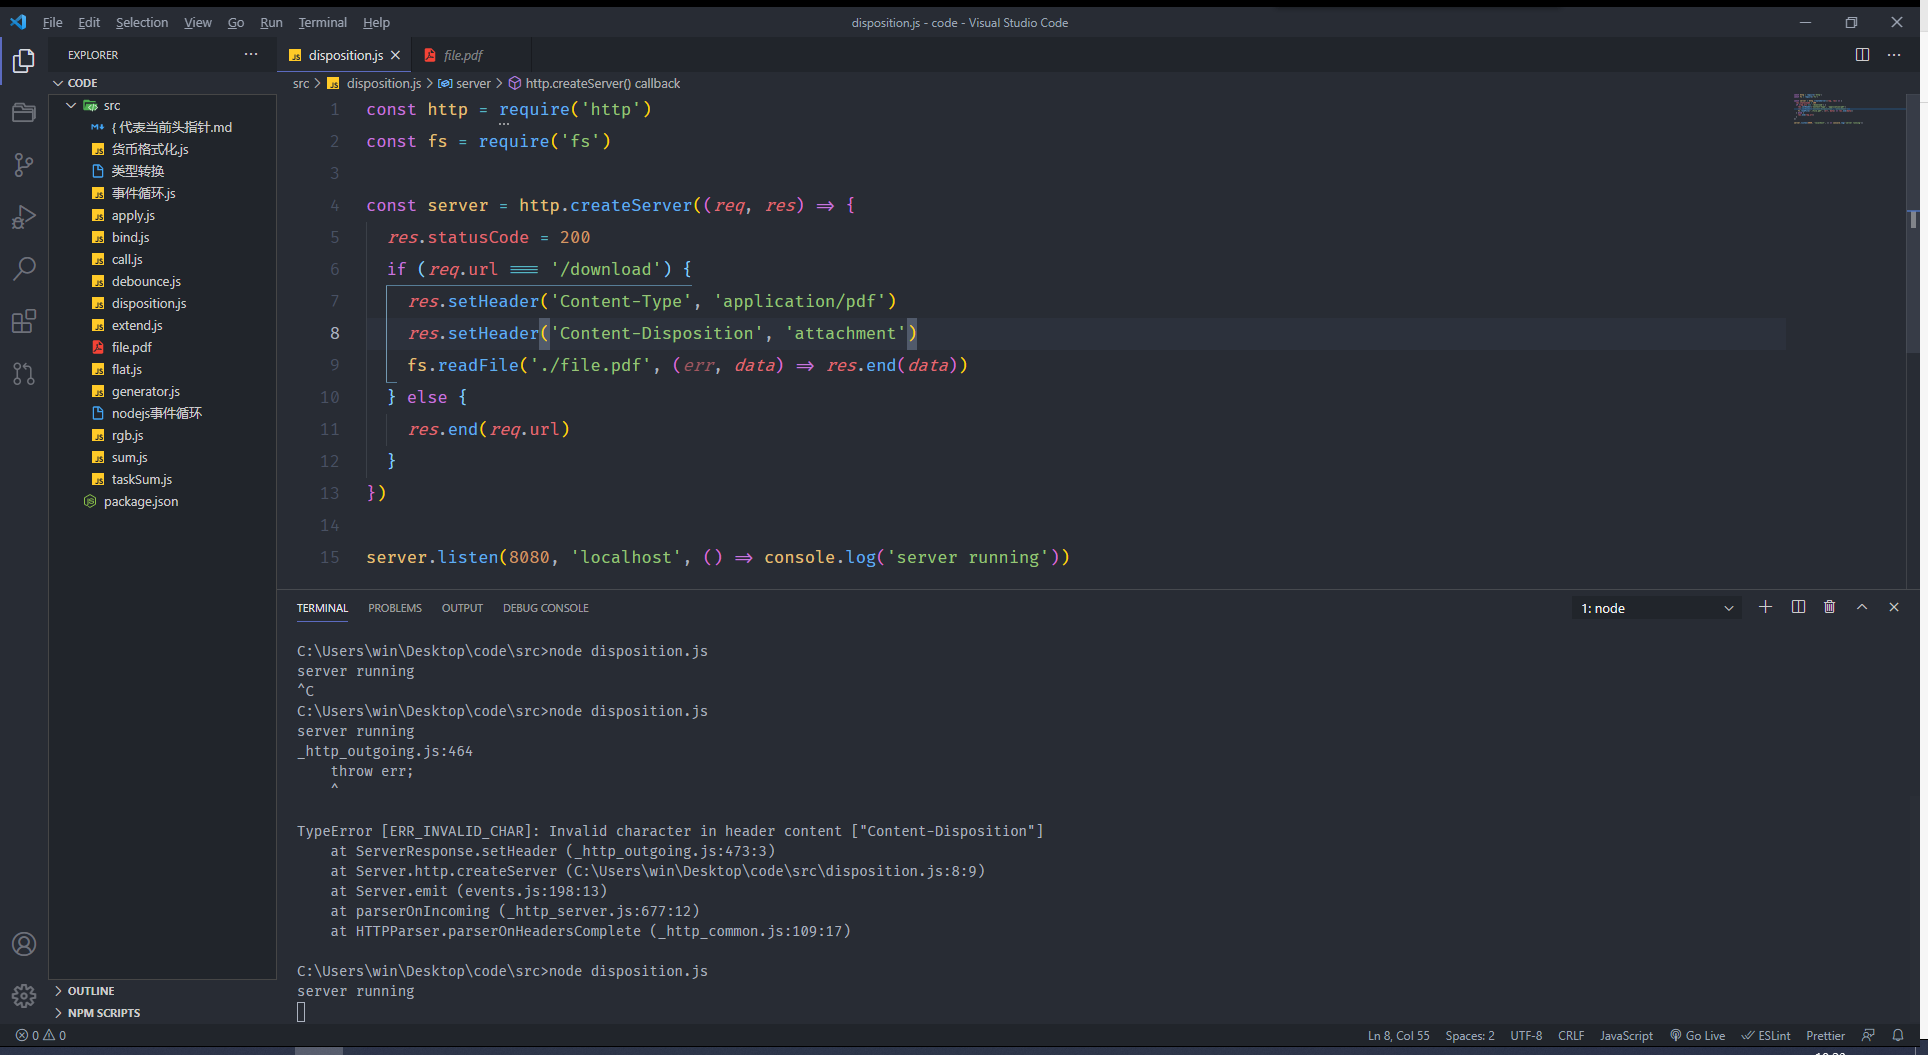 File Edit Selection View Go Run Terminal Help
disposition.js - code - Visual Studio Code
EXPLORER
CODE
src
{ 代表当前头指针.md
货币格式化.js
类型转换
事件循环.js
apply.js
bind.js
call.js
debounce.js
disposition.js
extend.js
file.pdf
flat.js
generator.js
nodejs事件循环
rgb.js
sum.js
taskSum.js
package.json
OUTLINE
NPM SCRIPTS
disposition.js
file.pdf
src > disposition.js > server > http.createServer() callback
1 const http = require('http')
2 const fs = require('fs')
3
4 const server = http.createServer((req, res) => {
5 res.statusCode = 200
6 if (req.url === '/download') {
7 res.setHeader('Content-Type', 'application/pdf')
8 res.setHeader('Content-Disposition', 'attachment')
9 fs.readFile('./file.pdf', (err, data) => res.end(data))
10 } else {
11 res.end(req.url)
12 }
13 })
14
15 server.listen(8080, 'localhost', () => console.log('server running'))
TERMINAL PROBLEMS OUTPUT DEBUG CONSOLE
1: node
C:\Users\win\Desktop\code\src>node disposition.js
server running
^C
C:\Users\win\Desktop\code\src>node disposition.js
server running
_http_outgoing.js:464
throw err;
^
TypeError [ERR_INVALID_CHAR]: Invalid character in header content ["Content-Disposition"]
at ServerResponse.setHeader (_http_outgoing.js:473:3)
at Server.http.createServer (C:\Users\win\Desktop\code\src\disposition.js:8:9)
at Server.emit (events.js:198:13)
at parserOnIncoming (_http_server.js:677:12)
at HTTPParser.parserOnHeadersComplete (_http_common.js:109:17)
C:\Users\win\Desktop\code\src>node disposition.js
server running
0 0
Ln 8, Col 55 Spaces: 2 UTF-8 CRLF JavaScript Go Live ESLint Prettier